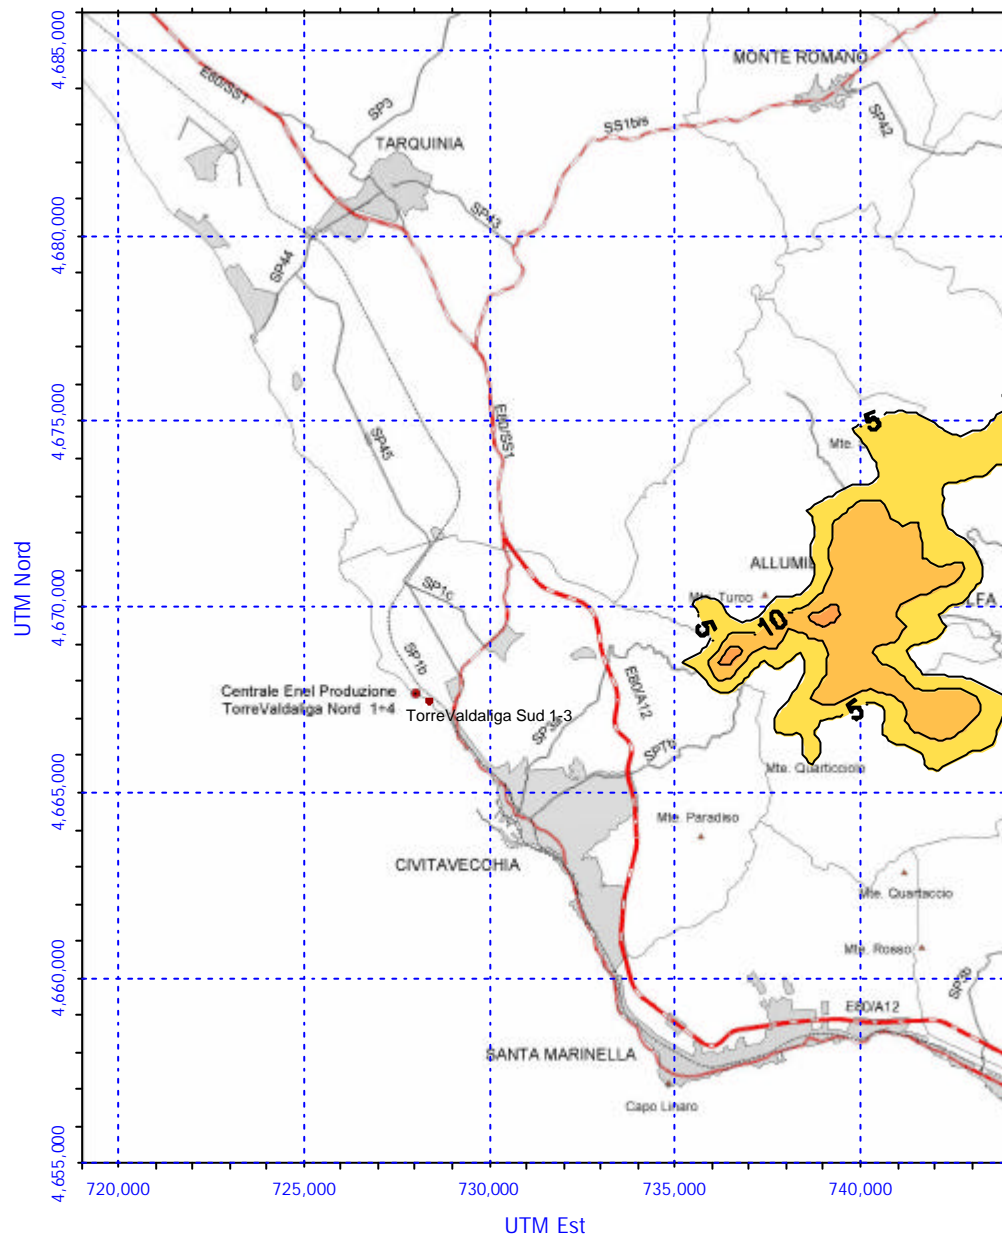 4,685,000
4,680,000
4,675,000
4,670,000
4,665,000
4,660,000
4,655,000
UTM Nord
MONTE ROMANO
E80/SS1
SP3
SS1bis
SP42
TARQUINIA
SP43
SP44
SP45
E80/SS1
5
Mte.
ALLUMI
Mte. Turco
LFA
SP1c
5
10
SP1b
Centrale Enel Produzione
TorreValdaliga Nord 1÷4
TorreValdaliga Sud 1-3
E80/A12
5
SP7b
Mte. Quarticciolo
Mte. Paradiso
CIVITAVECCHIA
Mte. Quartaccio
Mte. Rosso
SP3b
E80/A12
SANTA MARINELLA
Capo Linaro
720,000
725,000
730,000
735,000
740,000
UTM Est